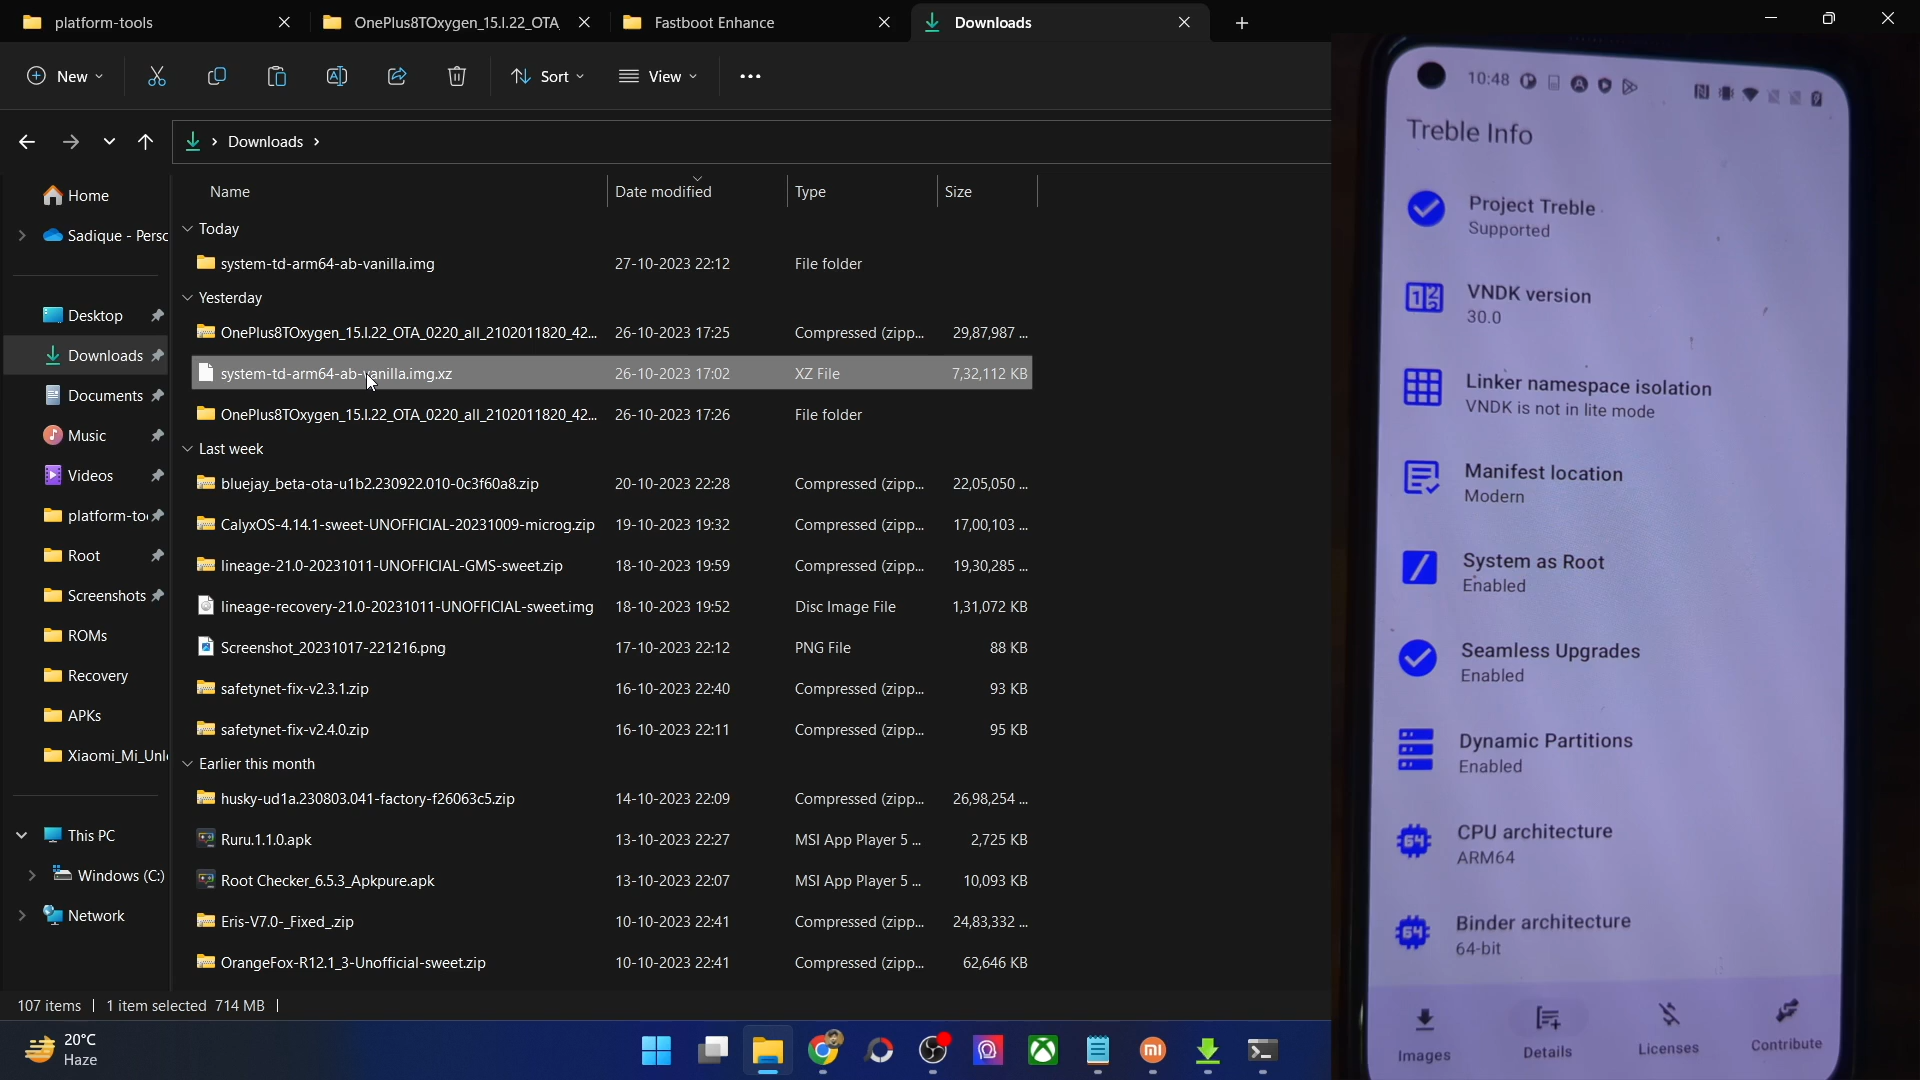 platform-tools
OnePlus8TOxygen_15.I.22_OTA
Fastboot Enhance
Downloads
New
Sort
View
Downloads
Home
Sadique - Persc
Desktop
Downloads
Documents
Music
Videos
platform-to
Root
Screenshots
ROMs
Recovery
APKs
Xiaomi_Mi_Unl
This PC
Windows (C:)
Network
Name Date modified Type Size
Today
system-td-arm64-ab-vanilla.img 27-10-2023 22:12 File folder
Yesterday
OnePlus8TOxygen_15.I.22_OTA_0220_all_2102011820_42... 26-10-2023 17:25 Compressed (zipp... 29,87,987 ...
system-td-arm64-ab-vanilla.img.xz 26-10-2023 17:02 XZ File 7,32,112 KB
OnePlus8TOxygen_15.I.22_OTA_0220_all_2102011820_42... 26-10-2023 17:26 File folder
Last week
bluejay_beta-ota-u1b2.230922.010-0c3f60a8.zip 20-10-2023 22:28 Compressed (zipp... 22,05,050 ...
CalyxOS-4.14.1-sweet-UNOFFICIAL-20231009-microg.zip 19-10-2023 19:32 Compressed (zipp... 17,00,103 ...
lineage-21.0-20231011-UNOFFICIAL-GMS-sweet.zip 18-10-2023 19:59 Compressed (zipp... 19,30,285 ...
lineage-recovery-21.0-20231011-UNOFFICIAL-sweet.img 18-10-2023 19:52 Disc Image File 1,31,072 KB
Screenshot_20231017-221216.png 17-10-2023 22:12 PNG File 88 KB
safetynet-fix-v2.3.1.zip 16-10-2023 22:40 Compressed (zipp... 93 KB
safetynet-fix-v2.4.0.zip 16-10-2023 22:11 Compressed (zipp... 95 KB
Earlier this month
husky-ud1a.230803.041-factory-f26063c5.zip 14-10-2023 22:09 Compressed (zipp... 26,98,254 ...
Ruru.1.1.0.apk 13-10-2023 22:27 MSI App Player 5 ... 2,725 KB
Root Checker_6.5.3_Apkpure.apk 13-10-2023 22:07 MSI App Player 5 ... 10,093 KB
Eris-V7.0-_Fixed_.zip 10-10-2023 22:41 Compressed (zipp... 24,83,332 ...
OrangeFox-R12.1_3-Unofficial-sweet.zip 10-10-2023 22:41 Compressed (zipp... 62,646 KB
107 items 1 item selected 714 MB
20°C
Haze
10:48
Treble Info
Project Treble
Supported
VNDK version
30.0
Linker namespace isolation
VNDK is not in lite mode
Manifest location
Modern
System as Root
Enabled
Seamless Upgrades
Enabled
Dynamic Partitions
Enabled
64
CPU architecture
ARM64
64
Binder architecture
64-bit
Images
Details
Licenses
Contribute